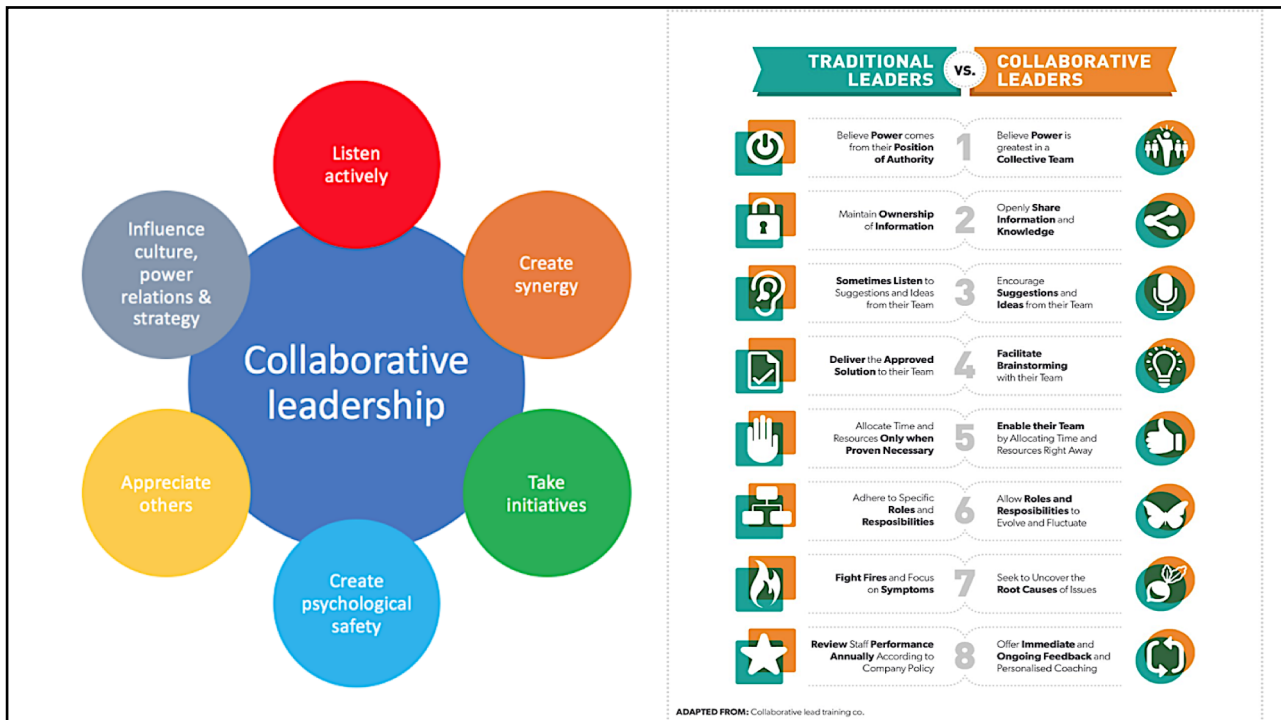 Listen
actively
Create
synergy
Take
initiatives
Create
psychological
safety
Appreciate
others
Influence
culture,
power
relations &
strategy
Collaborative
leadership
TRADITIONAL
LEADERS
VS.
COLLABORATIVE
LEADERS
Believe Power comes
from their Position
of Authority
1
Believe Power is
greatest in a
Collective Team
Maintain Ownership
of Information
2
Openly Share
Information and
Knowledge
Sometimes Listen to
Suggestions and Ideas
from their Team
3
Encourage
Suggestions and
Ideas from their Team
Deliver the Approved
Solution to their Team
4
Facilitate
Brainstorming
with their Team
Allocate Time and
Resources Only when
Proven Necessary
5
Enable their Team
by Allocating Time and
Resources Right Away
Adhere to Specific
Roles and
Resposibilities
6
Allow Roles and
Resposibilities to
Evolve and Fluctuate
Fight Fires and Focus
on Symptoms
7
Seek to Uncover the
Root Causes of Issues
Review Staff Performance
Annually According to
Company Policy
8
Offer Immediate and
Ongoing Feedback and
Personalised Coaching
ADAPTED FROM: Collaborative lead training co.